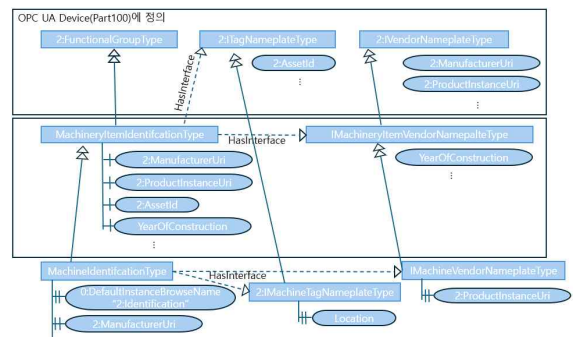 OPC UA Device(Part100)에 정의
2:FunctionalGroupType
2:ITagNameplateType
2:IVendorNameplateType
2:AssetId
⋮
2:ManufacturerUri
2:ProductInstanceUri
⋮
HasInterface
MachineryItemIdentifcationType
HasInterface
IMachineryItemVendorNamepalteType
2:ManufacturerUri
2:ProductInstanceUri
2:AssetId
YearOfConstruction
⋮
YearOfConstruction
⋮
MachineIdentifcationType
HasInterface
IMachineVendorNameplateType
0:DefaultInstanceBrowseName
"2:Identification"
2:ManufacturerUri
2:IMachineTagNameplateType
Location
2:ProductInstanceUri